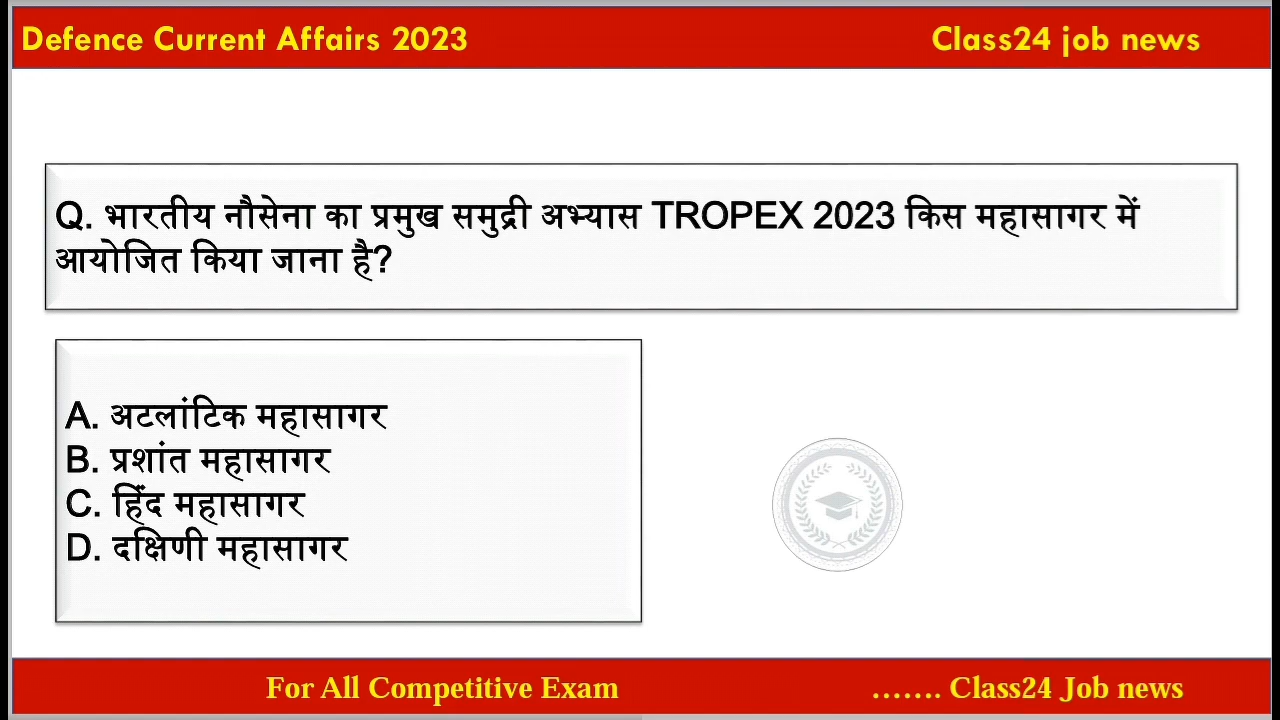 Defence Current Affairs 2023
Class24 job news
Q. भारतीय नौसेना का प्रमुख समुद्री अभ्यास TROPEX 2023 किस महासागर में
आयोजित किया जाना है?
A. अटलांटिक महासागर
B. प्रशांत महासागर
C. हिंद महासागर
D. दक्षिणी महासागर
For All Competitive Exam
....... Class24 Job news